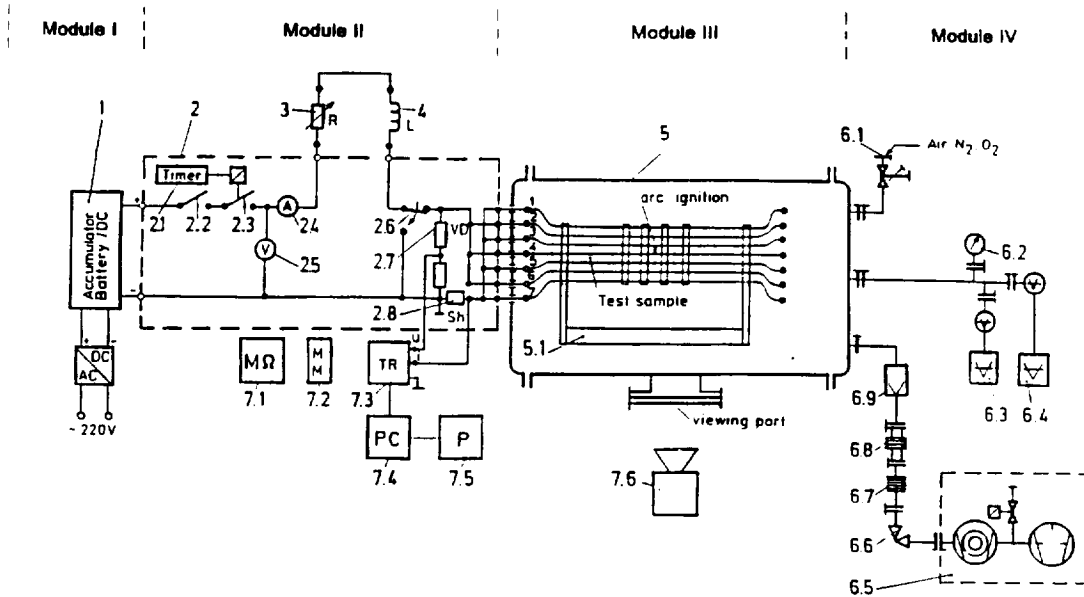 Module I
Module II
Module III
Module IV
1
2
3
R
4
L
5
6.1
Air N2, O2
Timer
2.1
2.2
2.3
A
2.4
V
2.5
2.6
VD
2.7
2.8
Sh
+
-
Accumulator
Battery/DC
+
-
DC
AC
~ 220V
arc ignition
Test sample
5.1
viewing port
6.2
6.3
6.4
MΩ
7.1
M
M
7.2
U
i
TR
7.3
PC
7.4
P
7.5
7.6
6.9
6.8
6.7
6.6
6.5